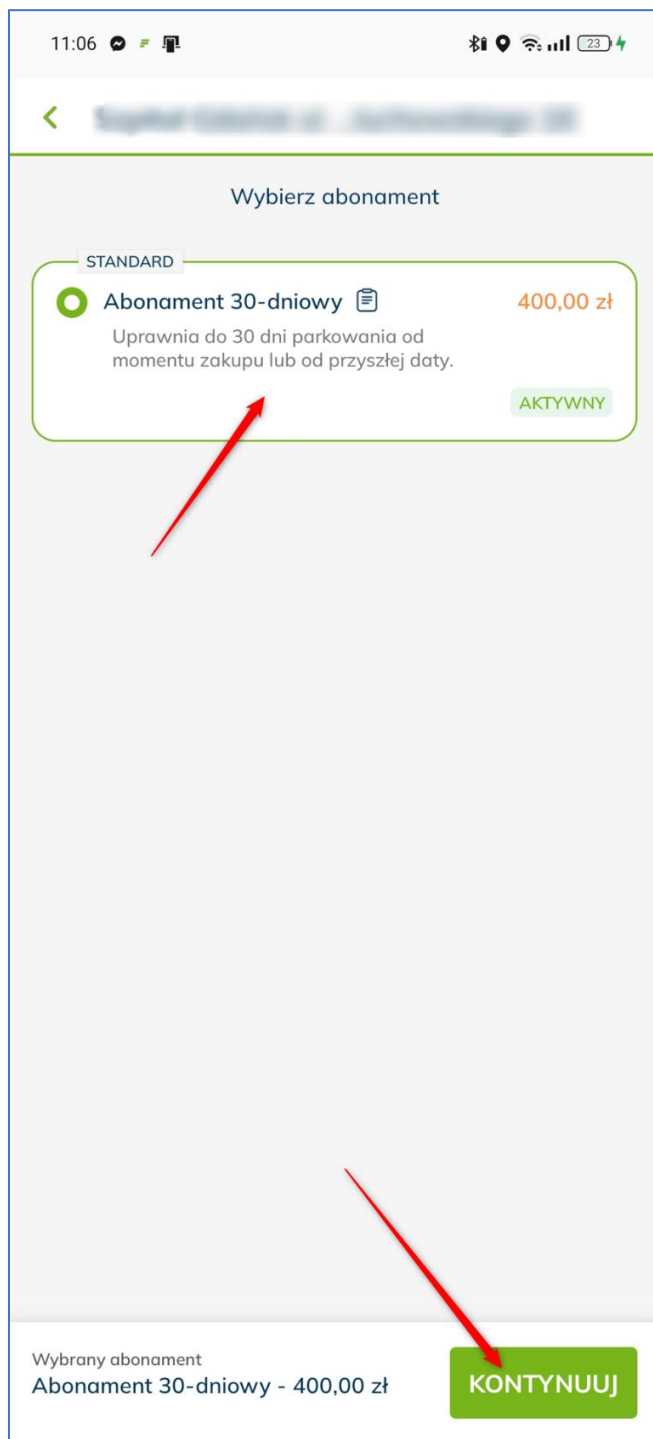 11:06
23
Wybierz abonament
STANDARD
Abonament 30-dniowy
400,00 zł
Uprawnia do 30 dni parkowania od
momentu zakupu lub od przyszłej daty.
AKTYWNY
Wybrany abonament
Abonament 30-dniowy - 400,00 zł
KONTYNUUJ